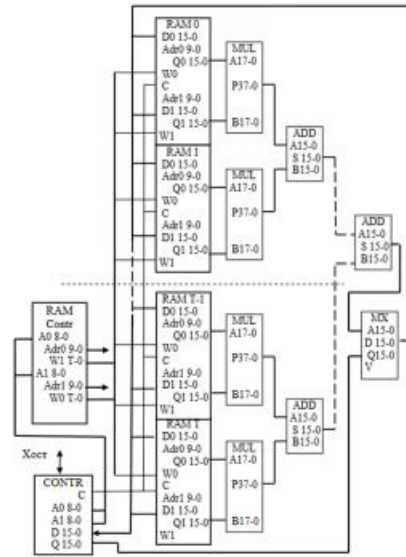 RAM 0
D0 15-0
Adr0 9-0
Q0 15-0
W0
C
Adr1 9-0
D1 15-0
Q1 15-0
W1
MUL
A17-0
P37-0
B17-0
RAM 1
D0 15-0
Adr0 9-0
Q0 15-0
W0
C
Adr1 9-0
D1 15-0
Q1 15-0
W1
MUL
A17-0
P37-0
B17-0
ADD
A15-0
S 15-0
B15-0
ADD
A15-0
S 15-0
B15-0
RAM T-1
D0 15-0
Adr0 9-0
Q0 15-0
W0
C
Adr1 9-0
D1 15-0
Q1 15-0
W1
MUL
A17-0
P37-0
B17-0
RAM T
D0 15-0
Adr0 9-0
Q0 15-0
W0
C
Adr1 9-0
D1 15-0
Q1 15-0
W1
MUL
A17-0
P37-0
B17-0
ADD
A15-0
S 15-0
B15-0
MX
A15-0
D 15-0
Q15-0
V
RAM
Contr
A0 8-0
Adr0 9-0
W1 T-0
A1 8-0
Adr1 9-0
W0 T-0
Хост
CONTR
C
A0 8-0
A1 8-0
D 15-0
Q 15-0